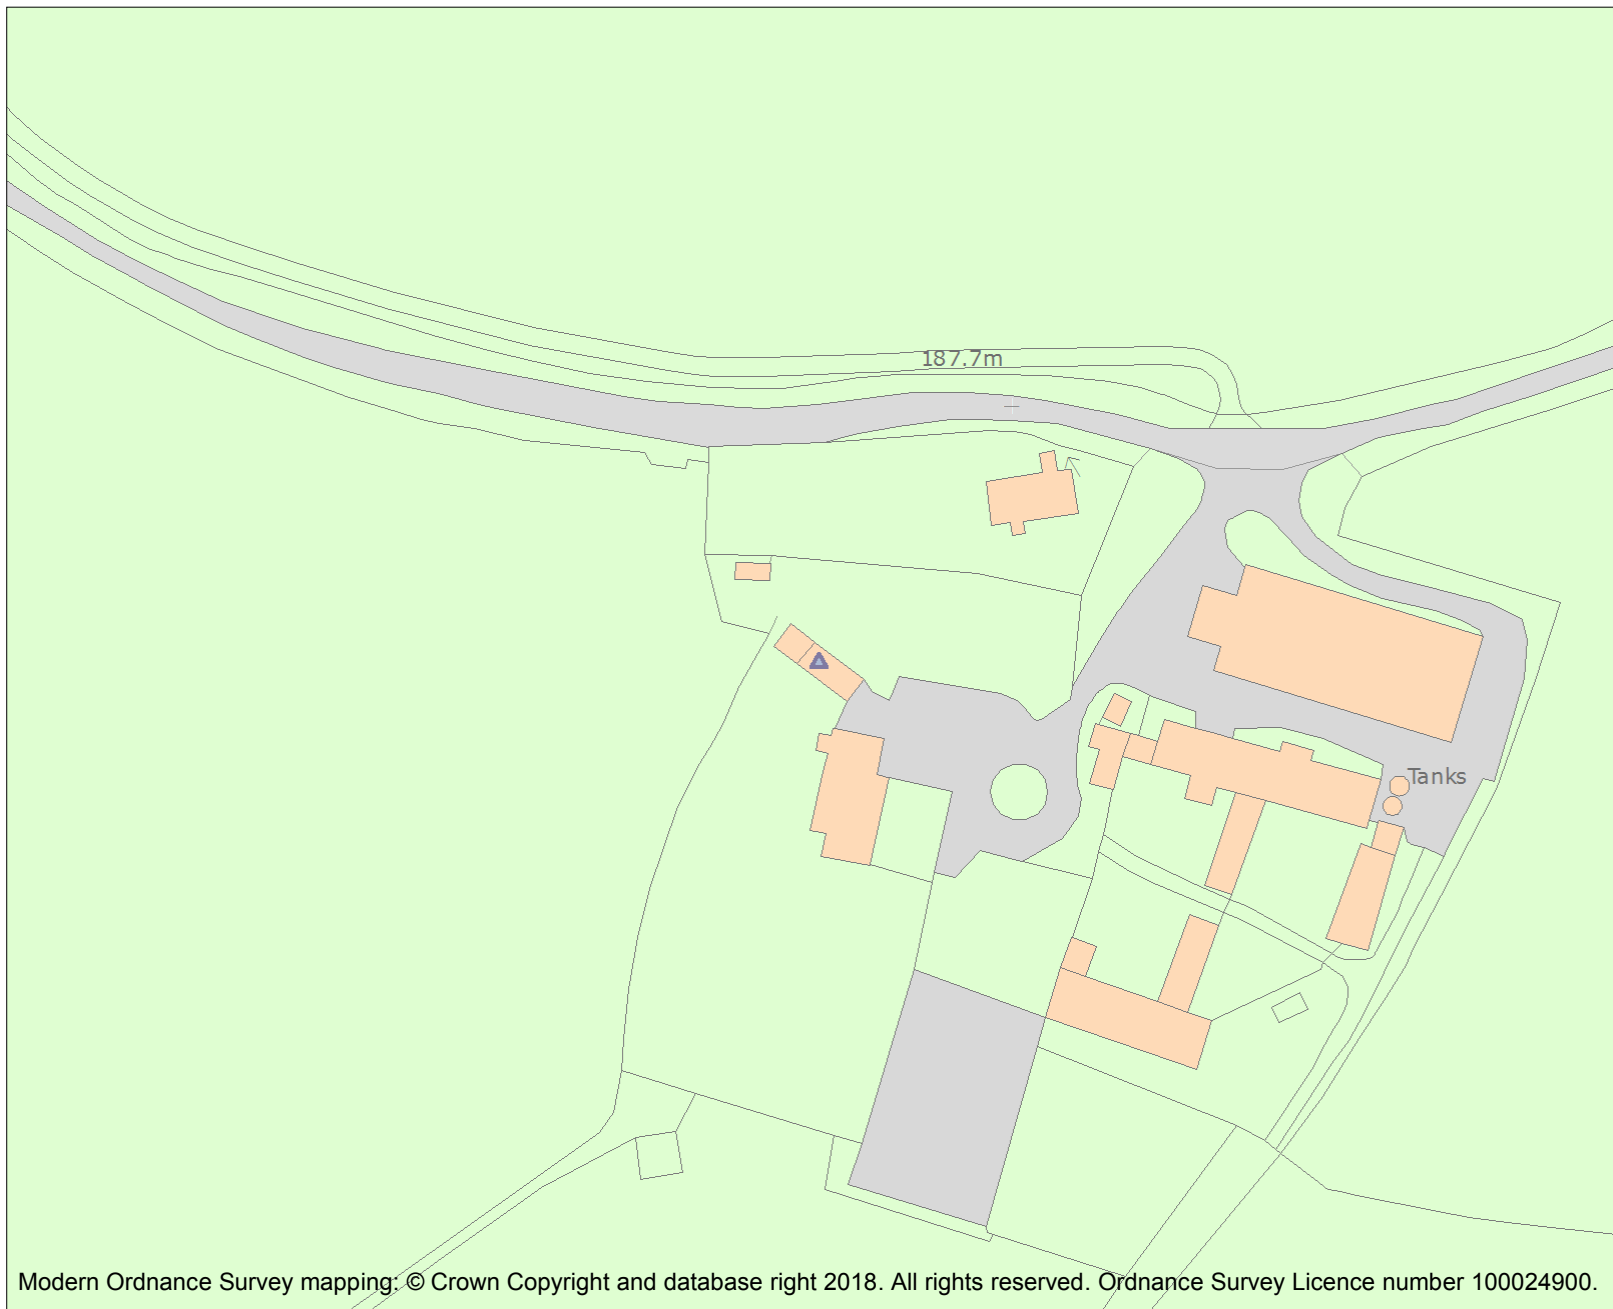 187.7m
Tanks
Modern Ordnance Survey mapping: © Crown Copyright and database right 2018. All rights reserved. Ordnance Survey Licence number 100024900.